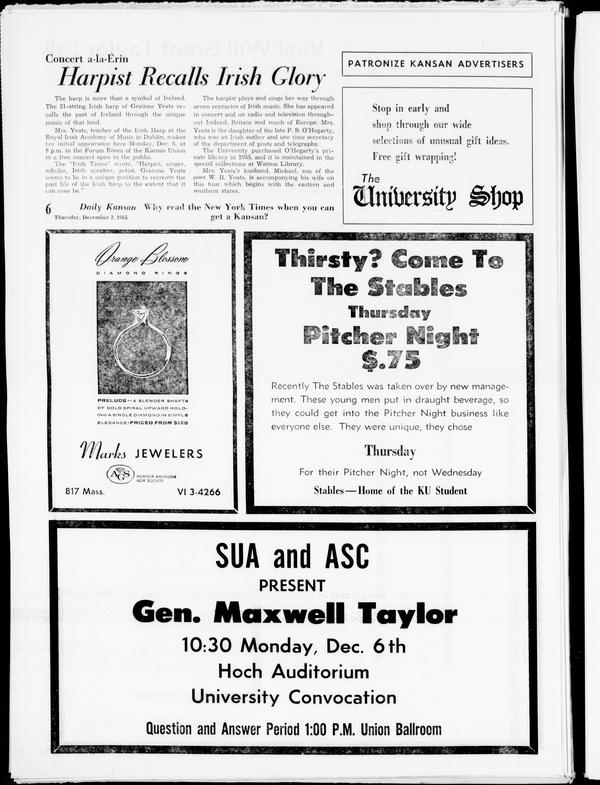 Concert a-la-Erin
Harpist Recalls Irish Glory
The harp is more than a symbol of Ireland.
The 31-string Irish harp of Grainne Yeats re-
calls the past of Ireland through the unique
music of that land.
Mrs. Yeats, teacher of the Irish Harp at the
Royal Irish Academy of Music in Dublin, makes
her initial appearance here Monday, Dec. 6, at
8 p.m. in the Forum Room of the Kansas Union
in a free concert open to the public.
The "Irish Times" wrote, "Harpist, singer,
scholar, Irish speaker, artist, Grainne Yeats
seems to be in a unique position to recreate the
past life of the Irish harp to the extent that it
can ever be."
The harpist plays and sings her way through
seven centuries of Irish music. She has appeared
in concert and on radio and television through-
out Ireland, Britain and much of Europe. Mrs.
Yeats is the daughter of the late P. S. O'Hegarty,
who was an Irish author and one time secretary
of the department of posts and telegraphs.
The University purchased O'Hegarty's pri-
vate library in 1955, and it is maintained in the
special collections at Watson Library.
Mrs. Yeats's husband, Michael, son of the
poet W. B. Yeats, is accompanying his wife on
this tour which begins with the eastern and
southern states.
6 Daily Kansan
Thursday, December 2, 1965
Why read the New York Times when you can
get a Kansan?
PATRONIZE KANSAN ADVERTISERS
Stop in early and
shop through our wide
selections of unusual gift ideas.
Free gift wrapping!
The
University Shop
Orange Blossom
DIAMOND RINGS
PRELUDE--4 SLENDER SHAFTS
OF GOLD SPIRAL UPWARD HOLD-
ING A SINGLE DIAMOND IN SIMPLE
ELEGANCE-PRICED FROM $125
Marks JEWELERS
AGS
MEMBER AMERICAN
GEM SOCIETY
817 Mass. VI 3-4266
Thirsty? Come To
The Stables
Thursday
Pitcher Night
$.75
Recently The Stables was taken over by new manage-
ment. These young men put in draught beverage, so
they could get into the Pitcher Night business like
everyone else. They were unique, they chose
Thursday
For their Pitcher Night, not Wednesday
Stables—Home of the KU Student
SUA and ASC
PRESENT
Gen. Maxwell Taylor
10:30 Monday, Dec. 6th
Hoch Auditorium
University Convocation
Question and Answer Period 1:00 P.M. Union Ballroom